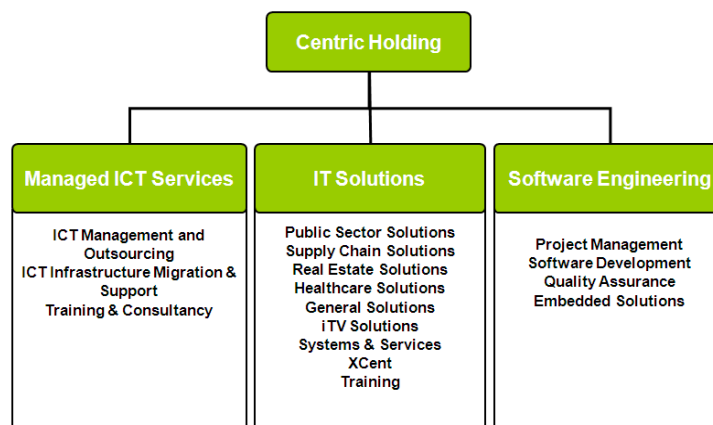 Centric Holding
Managed ICT Services
ICT Management and
Outsourcing
ICT Infrastructure Migration &
Support
Training & Consultancy
IT Solutions
Public Sector Solutions
Supply Chain Solutions
Real Estate Solutions
Healthcare Solutions
General Solutions
iTV Solutions
Systems & Services
XCent
Training
Software Engineering
Project Management
Software Development
Quality Assurance
Embedded Solutions